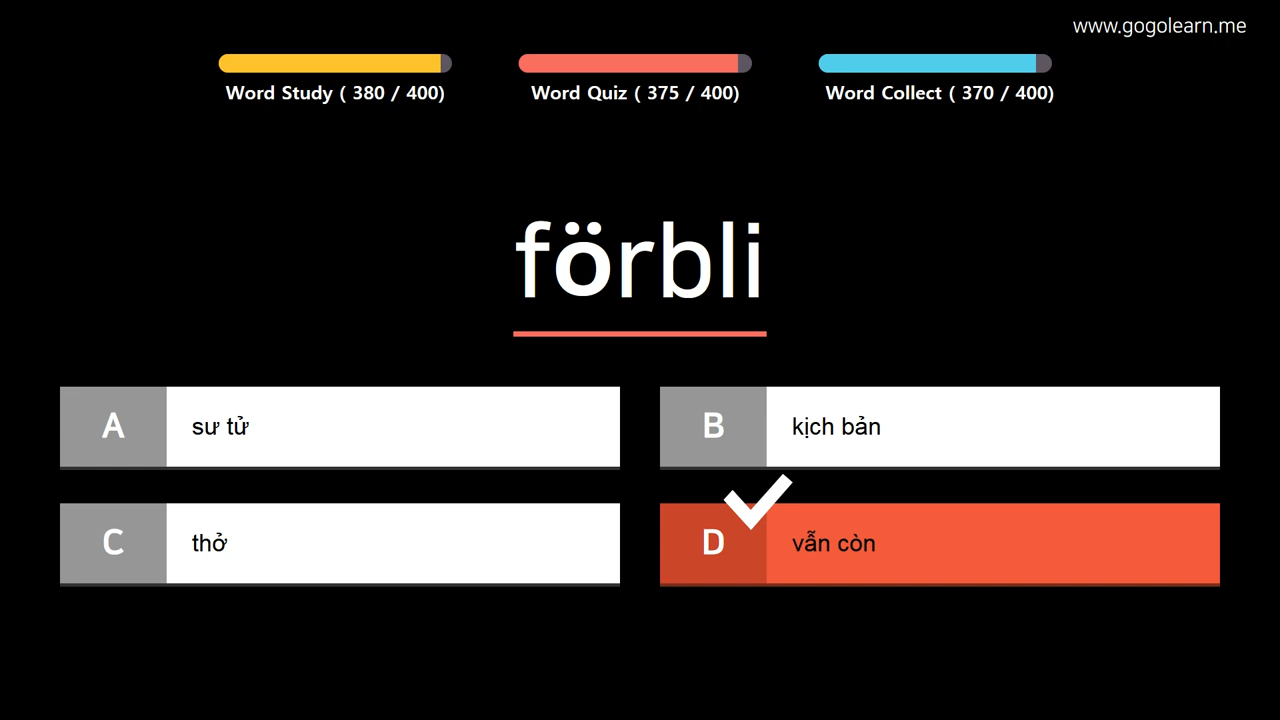 www.gogolearn.me
Word Study ( 380 / 400)
Word Quiz ( 375 / 400)
Word Collect ( 370 / 400)
förbli
A sư tử
B kịch bản
C thở
D vẫn còn